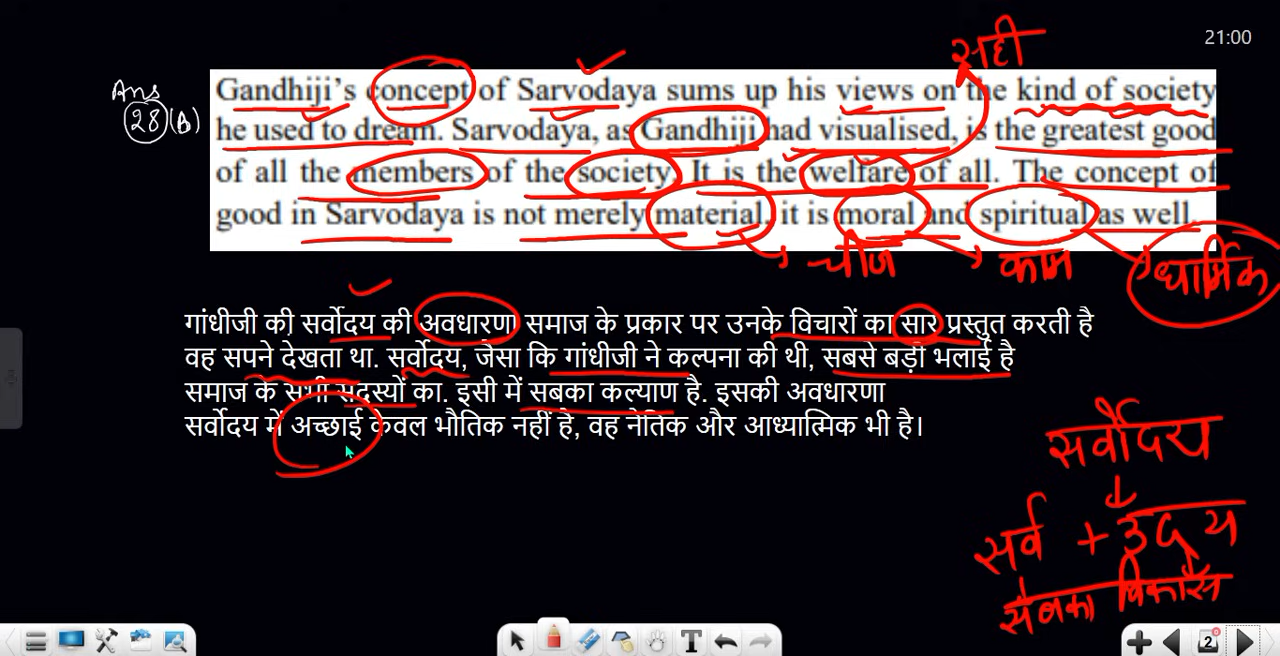 21:00
सही
Ans
28 (B)
Gandhiji's concept of Sarvodaya sums up his views on the kind of society
he used to dream. Sarvodaya, as Gandhiji had visualised, is the greatest good
of all the members of the society. It is the welfare of all. The concept of
good in Sarvodaya is not merely material, it is moral and spiritual as well.
चीज काम धार्मिक
गांधीजी की सर्वोदय की अवधारणा समाज के प्रकार पर उनके विचारों का सार प्रस्तुत करती है
वह सपने देखता था. सर्वोदय, जैसा कि गांधीजी ने कल्पना की थी, सबसे बड़ी भलाई है
समाज के सभी सदस्यों का. इसी में सबका कल्याण है. इसकी अवधारणा
सर्वोदय में अच्छाई केवल भौतिक नहीं है, वह नेतिक और आध्यात्मिक भी है।
सर्वोदय
सर्व + उदय
सबका विकास
T
2